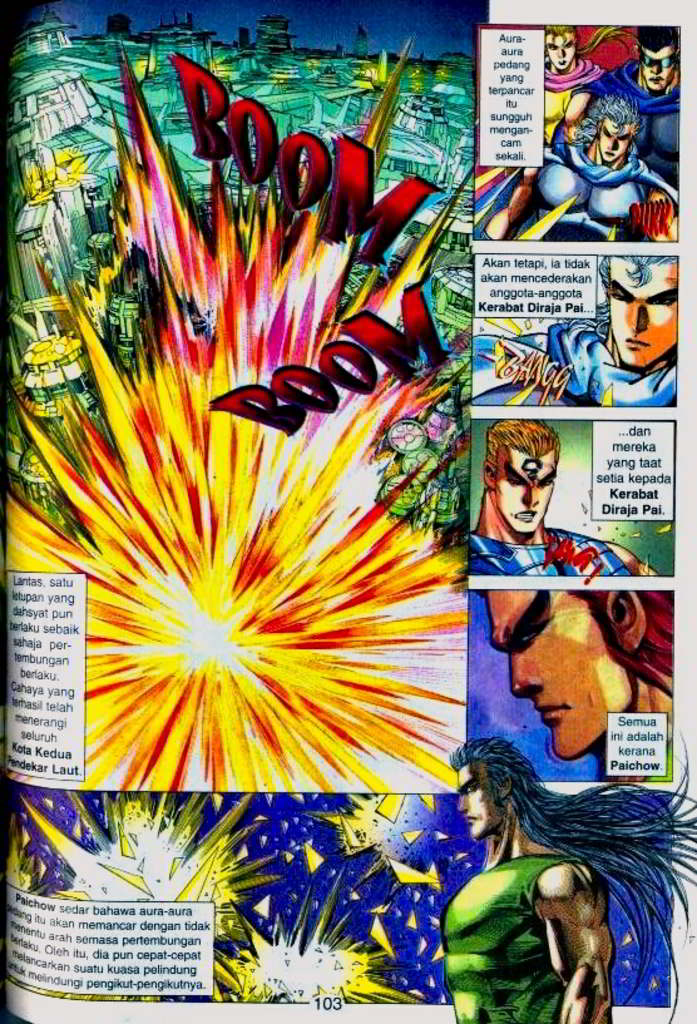 BOOM
BOOM
Lantas, satu
letupan yang
dahsyat pun
berlaku sebaik
sahaja per-
tembungan
berlaku.
Cahaya yang
terhasil telah
menerangi
seluruh
Kota Kedua
Pendekar Laut.
Aura-
aura
pedang
yang
terpancar
itu
sungguh
mengan-
cam
sekali.
Akan tetapi, ia tidak
akan mencederakan
anggota-anggota
Kerabat Diraja Pai...
BANGG
...dan
mereka
yang taat
setia kepada
Kerabat
Diraja Pai.
Semua
ini adalah
kerana
Paichow.
Paichow sedar bahawa aura-aura
pedang itu akan memancar dengan tidak
menentu arah semasa pertembungan
berlaku. Oleh itu, dia pun cepat-cepat
melancarkan suatu kuasa pelindung
untuk melindungi pengikut-pengikutnya.
103